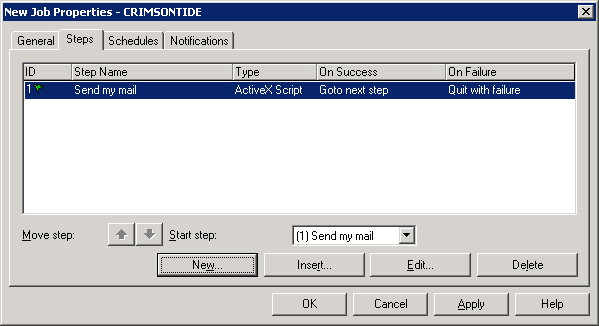 New Job Properties - CRIMSONTIDE
General Steps Schedules Notifications
ID Step Name Type On Success On Failure
1 Send my mail ActiveX Script Goto next step Quit with failure
Move step: Start step: (1) Send my mail
New... Insert... Edit... Delete
OK Cancel Apply Help